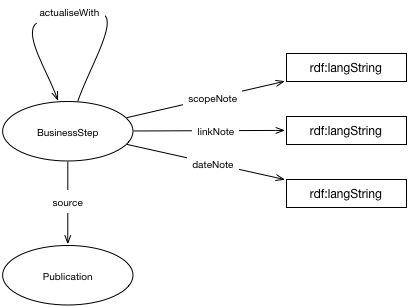 actualiseWith
rdf:langString
scopeNote
BusinessStep
linkNote
rdf:langString
dateNote
rdf:langString
source
Publication